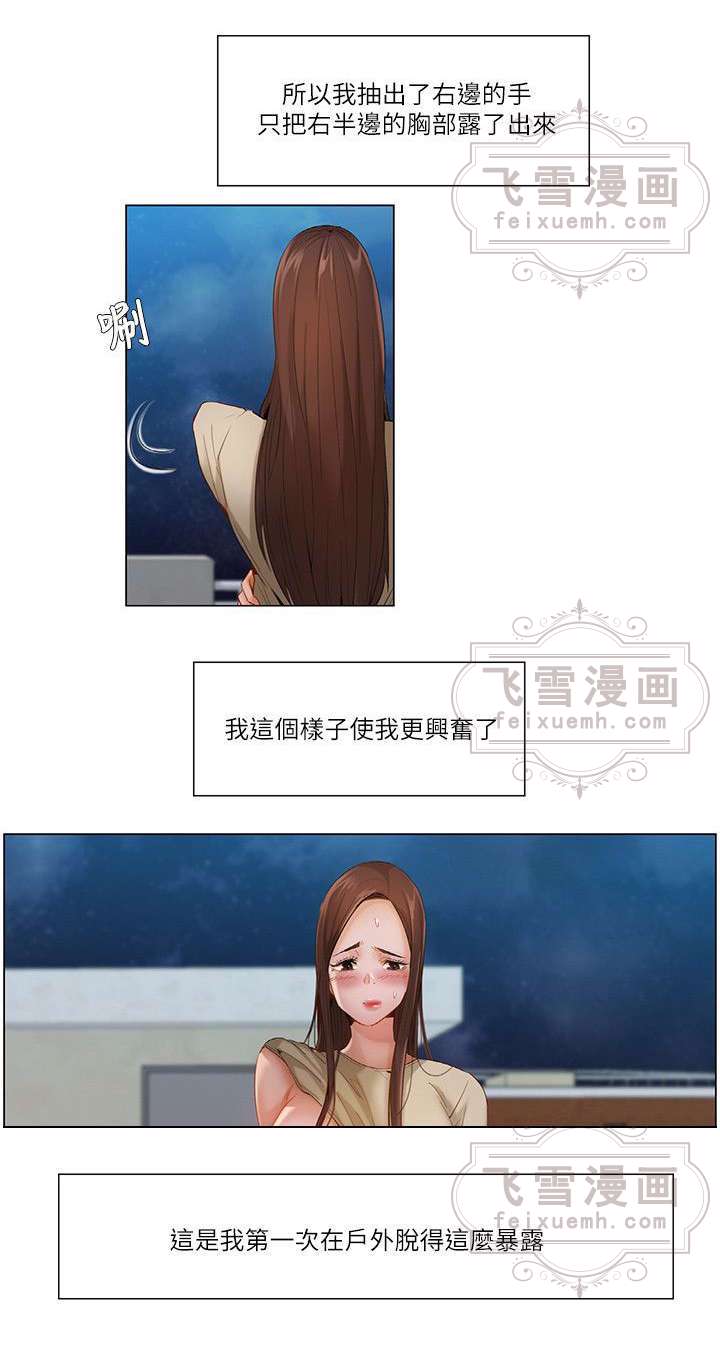 所以我抽出了右邊的手
只把右半邊的胸部露了出來
飞雪漫画
feixuemh.com
唰
飞雪漫画
feixuemh.com
我這個樣子使我更興奮了
飞雪漫画
feixuemh.com
這是我第一次在戶外脫得這麼暴露